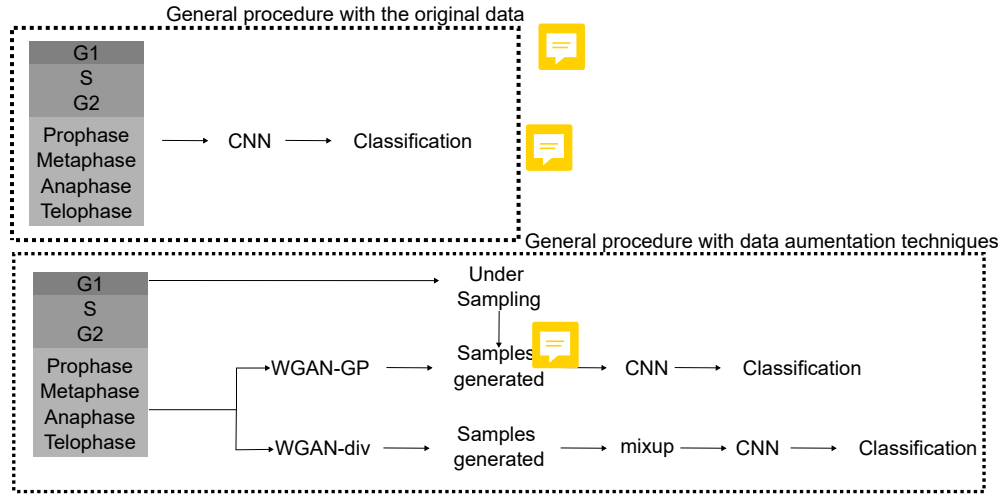 General procedure with the original data
G1
S
G2
Prophase
Metaphase
Anaphase
Telophase
CNN
Classification
General procedure with data aumentation techniques
G1
S
G2
Prophase
Metaphase
Anaphase
Telophase
Under
Sampling
WGAN-GP
Samples
generated
CNN
Classification
WGAN-div
Samples
generated
mixup
CNN
Classification